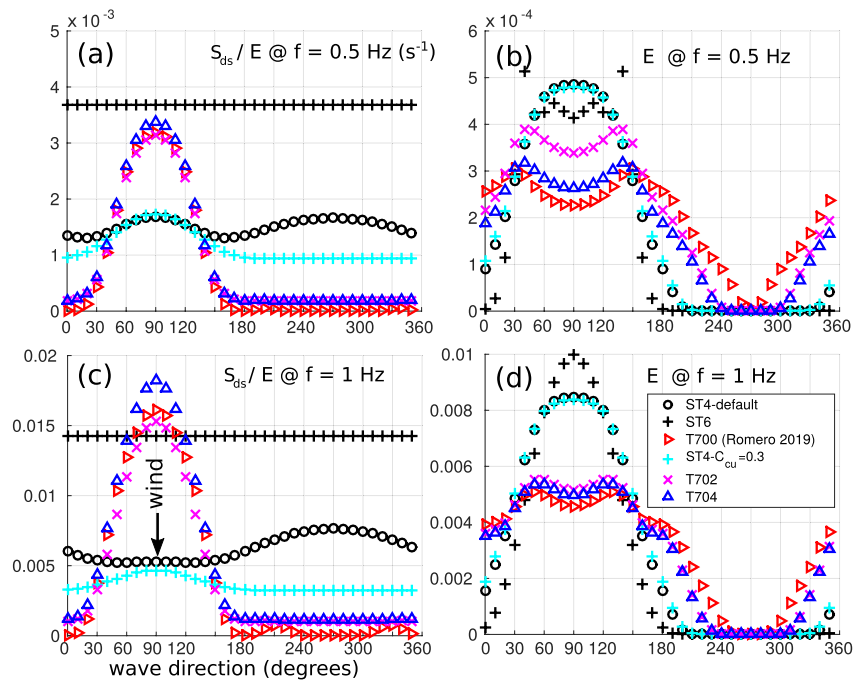 x 10⁻³
(a) S_ds / E @ f = 0.5 Hz (s⁻¹)
5
4
3
2
1
0
0 30 60 90 120 180 240 300 360
x 10⁻⁴
(b) E @ f = 0.5 Hz
6
5
4
3
2
1
0
0 30 60 90 120 180 240 300 360
(c) S_ds / E @ f = 1 Hz
0.02
0.015
0.01
0.005
0
wind
0 30 60 90 120 180 240 300 360
wave direction (degrees)
(d) E @ f = 1 Hz
0.01
0.008
0.006
0.004
0.002
0
ST4-default
ST6
T700 (Romero 2019)
ST4-C_cu=0.3
T702
T704
0 30 60 90 120 180 240 300 360